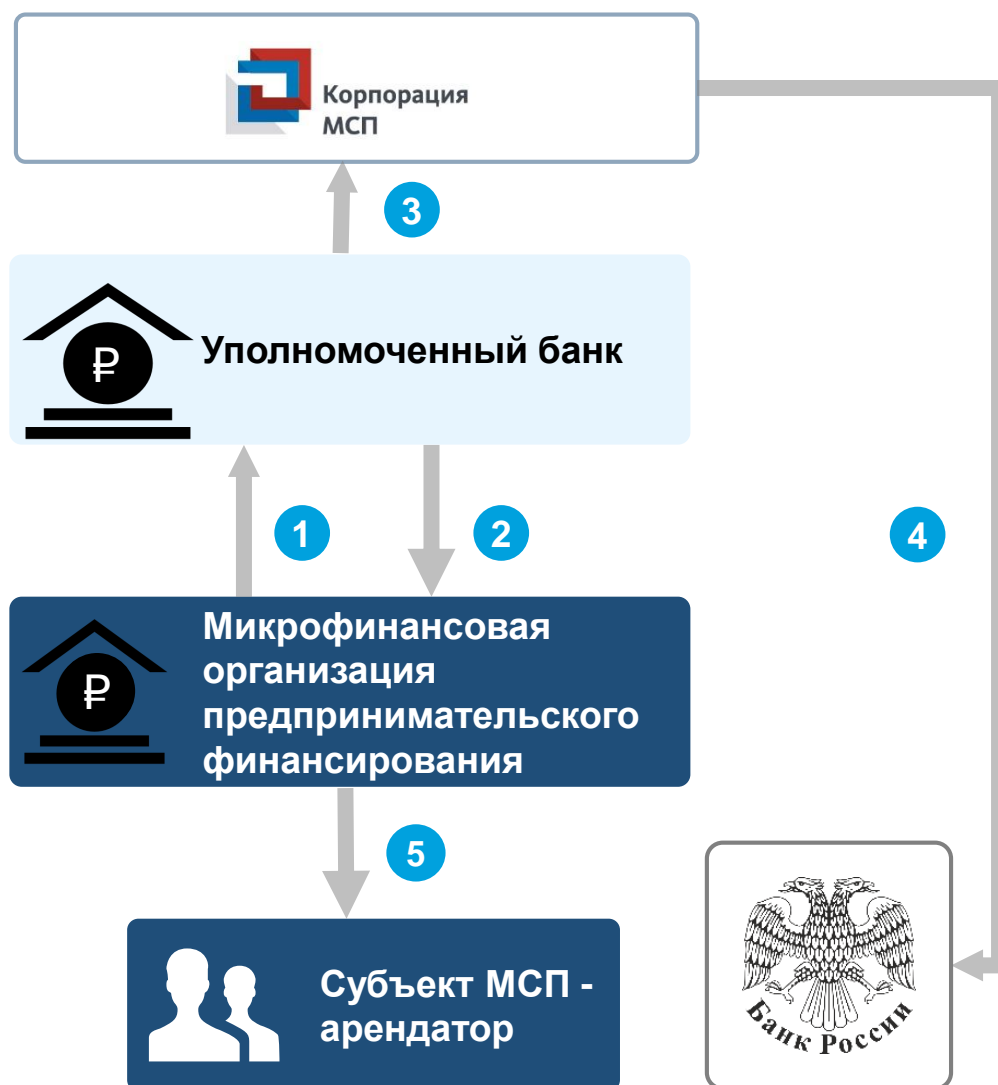 Корпорация
МСП
3
₽
Уполномоченный банк
1
2
4
₽
Микрофинансовая
организация
предпринимательского
финансирования
5
Субъект МСП -
арендатор
Банк России